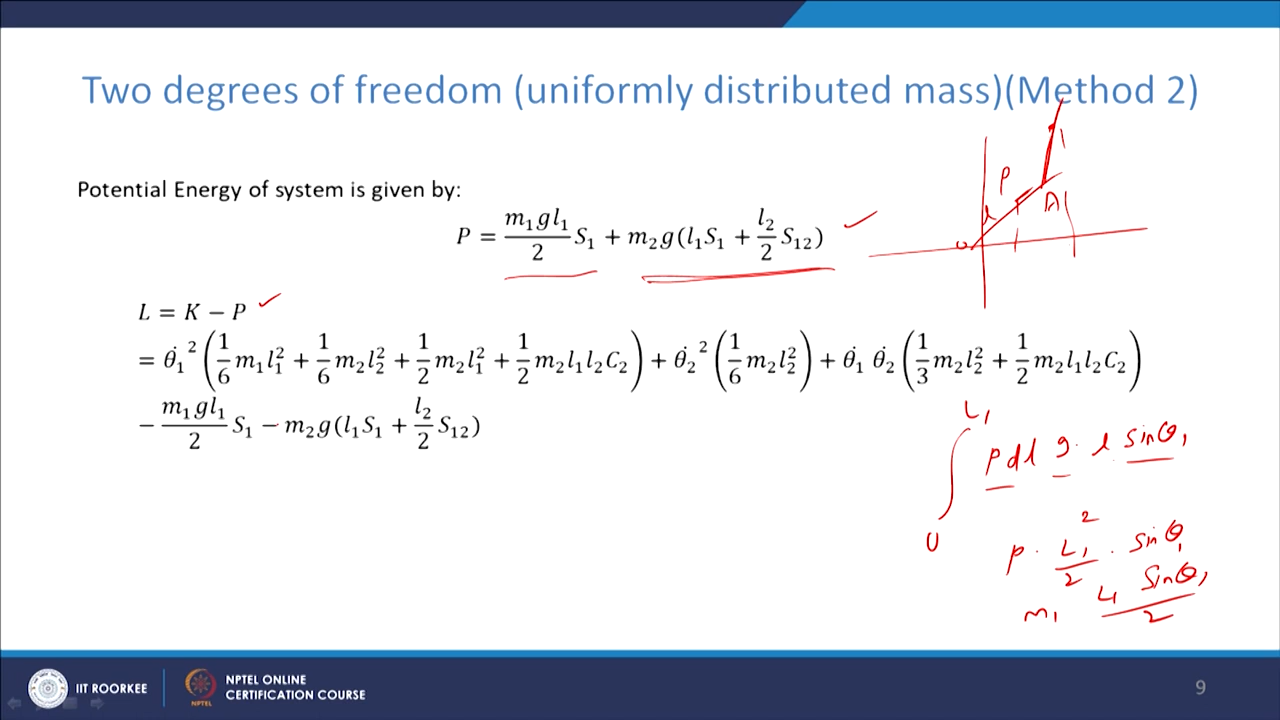 Two degrees of freedom (uniformly distributed mass)(Method 2)
Potential Energy of system is given by:
P = m₁gl₁/2 S₁ + m₂g(l₁S₁ + l₂/2 S₁₂)
L = K − P
= θ̇₁² (1/6 m₁l₁² + 1/6 m₂l₂² + 1/2 m₂l₁² + 1/2 m₂l₁l₂C₂) + θ̇₂² (1/6 m₂l₂²) + θ̇₁ θ̇₂ (1/3 m₂l₂² + 1/2 m₂l₁l₂C₂)
− m₁gl₁/2 S₁ − m₂g(l₁S₁ + l₂/2 S₁₂)
P
l
A
0
∫₀^L₁ ρ dl g · l sinθ₁
ρ · L₁²/2 · sinθ₁
m₁ L₁ sinθ₁/2
IIT ROORKEE
NPTEL
NPTEL ONLINE
CERTIFICATION COURSE
9